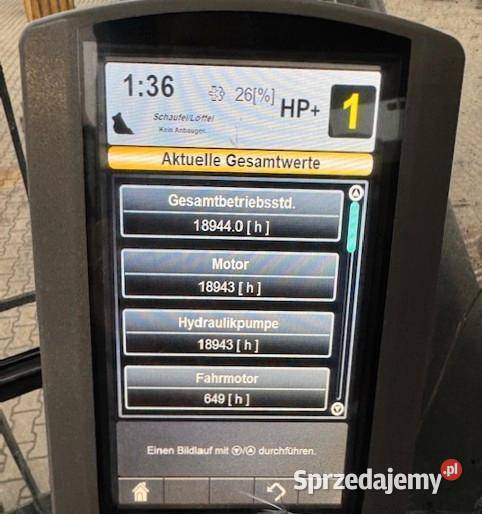 1:36
26[%]
HP+
1
Schaufel/Löffel
Kein Anbauger.
Aktuelle Gesamtwerte
Gesamtbetriebsstd.
18944.0 [ h ]
Motor
18943 [ h ]
Hydraulikpumpe
18943 [ h ]
Fahrmotor
649 [ h ]
Einen Bildlauf mit / durchführen.
Sprzedajemy.pl